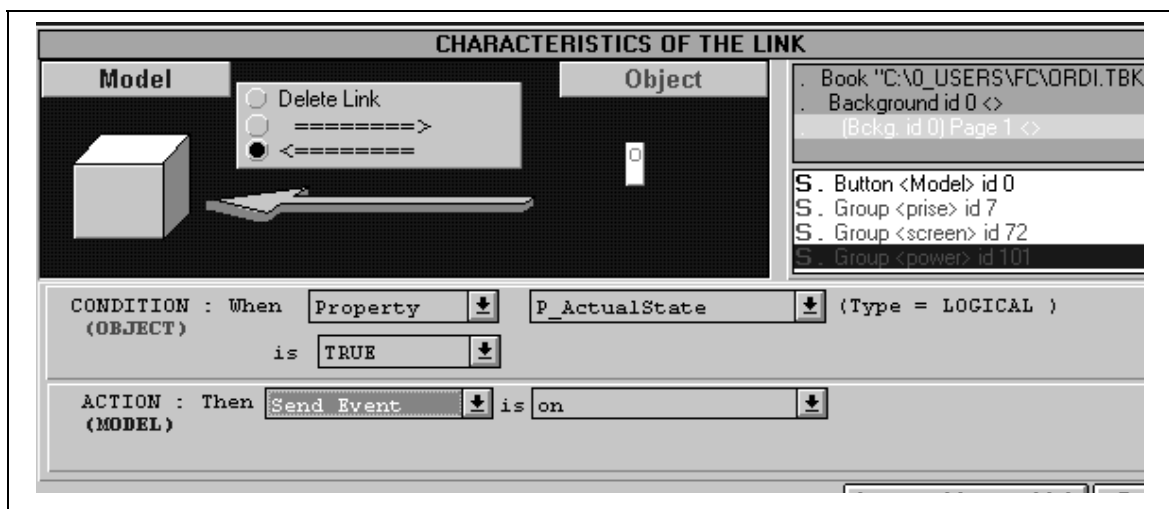 CHARACTERISTICS OF THE LINK
Model
Delete Link
========>
<========
Object
O
. Book "C:\0_USERS\FC\ORDI.TBK
. Background id 0 <>
. (Bckg. id 0) Page 1 <>
S . Button <Model> id 0
S . Group <prise> id 7
S . Group <screen> id 72
S . Group <power> id 101
CONDITION : When Property P_ActualState (Type = LOGICAL )
(OBJECT)
is TRUE
ACTION : Then Send Event is on
(MODEL)